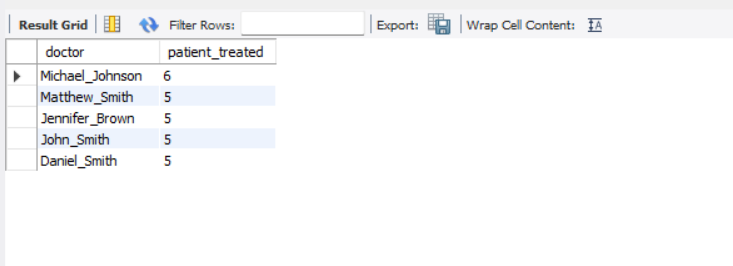 Result Grid Filter Rows: Export: Wrap Cell Content: IA
doctor patient_treated
Michael_Johnson 6
Matthew_Smith 5
Jennifer_Brown 5
John_Smith 5
Daniel_Smith 5